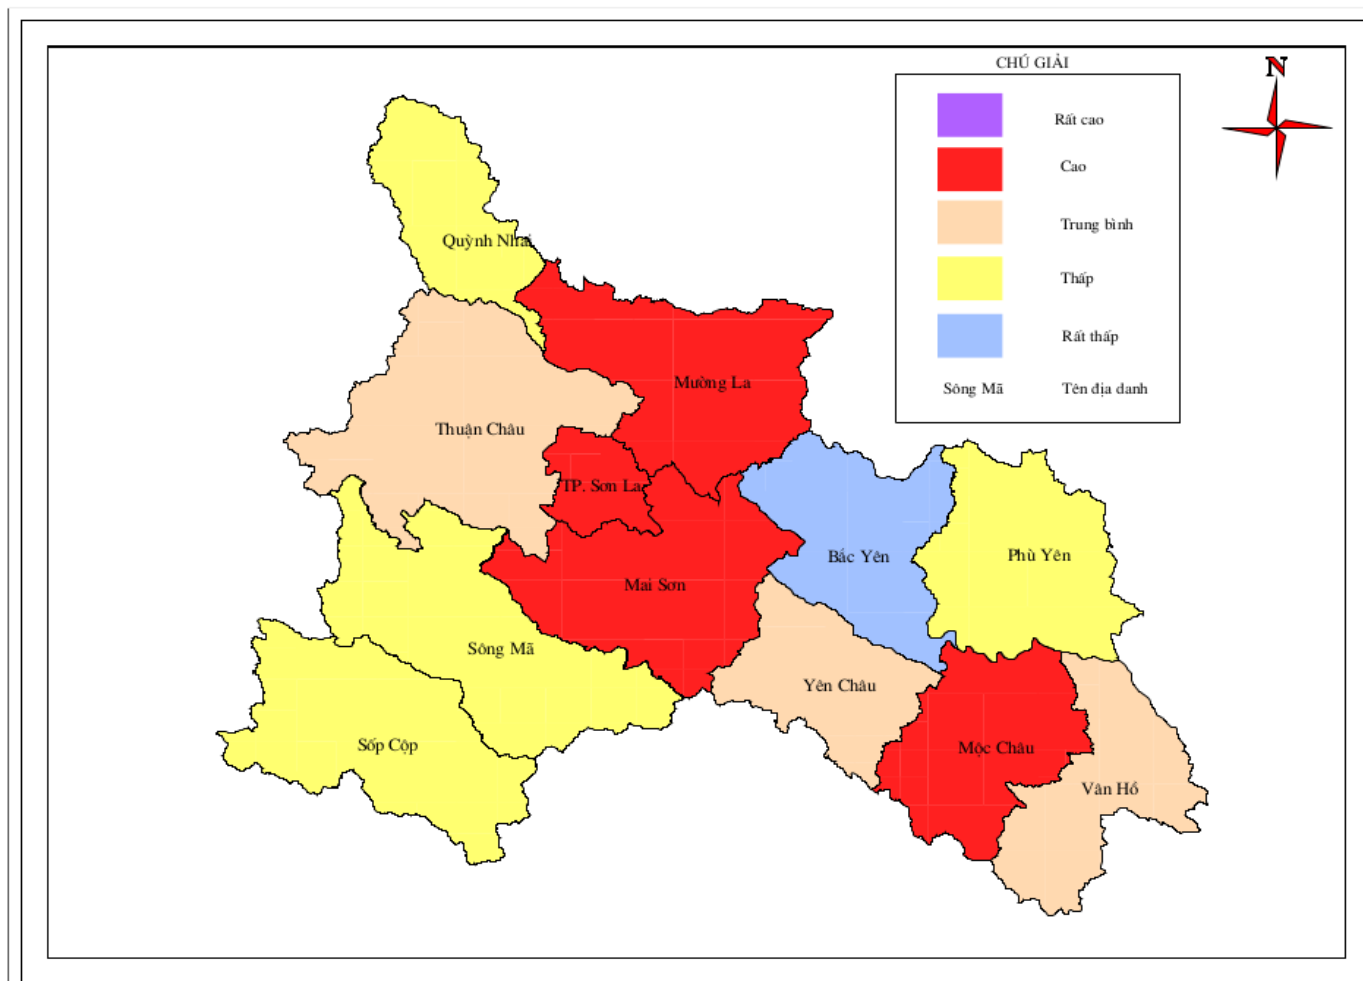 CHÚ GIẢI
N
Rất cao
Cao
Trung bình
Thấp
Rất thấp
Sông Mã Tên địa danh
Quỳnh Nhai
Mường La
Thuận Châu
TP. Sơn La
Bắc Yên
Phù Yên
Mai Sơn
Sông Mã
Yên Châu
Sốp Cộp
Mộc Châu
Vân Hồ